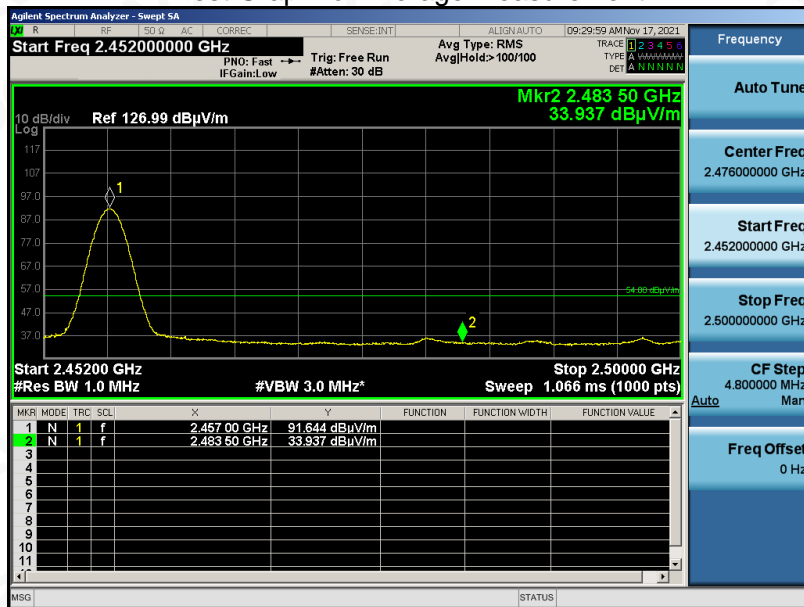 Agilent Spectrum Analyzer - Swept SA
LXI R RF 50 Ω AC CORREC SENSE:INT ALIGN AUTO 09:29:59 AM Nov 17, 2021
Start Freq 2.452000000 GHz
PNO: Fast
IFGain:Low
Trig: Free Run
#Atten: 30 dB
Avg Type: RMS
Avg|Hold:>100/100
TRACE 1 2 3 4 5 6
TYPE A
DET A N N N N N
Mkr2 2.483 50 GHz
33.937 dBµV/m
10 dB/div Ref 126.99 dBµV/m
Log
117
107
97.0
87.0
77.0
67.0
57.0
47.0
37.0
1
2
54.00 dBµV/m
Start 2.45200 GHz Stop 2.50000 GHz
#Res BW 1.0 MHz #VBW 3.0 MHz* Sweep 1.066 ms (1000 pts)
MKR MODE TRC SCL X Y FUNCTION FUNCTION WIDTH FUNCTION VALUE
1 N 1 f 2.457 00 GHz 91.644 dBµV/m
2 N 1 f 2.483 50 GHz 33.937 dBµV/m
3
4
5
6
7
8
9
10
11
MSG STATUS
Frequency
Auto Tune
Center Freq
2.476000000 GHz
Start Freq
2.452000000 GHz
Stop Freq
2.500000000 GHz
CF Step
4.800000 MHz
Auto Man
Freq Offset
0 Hz